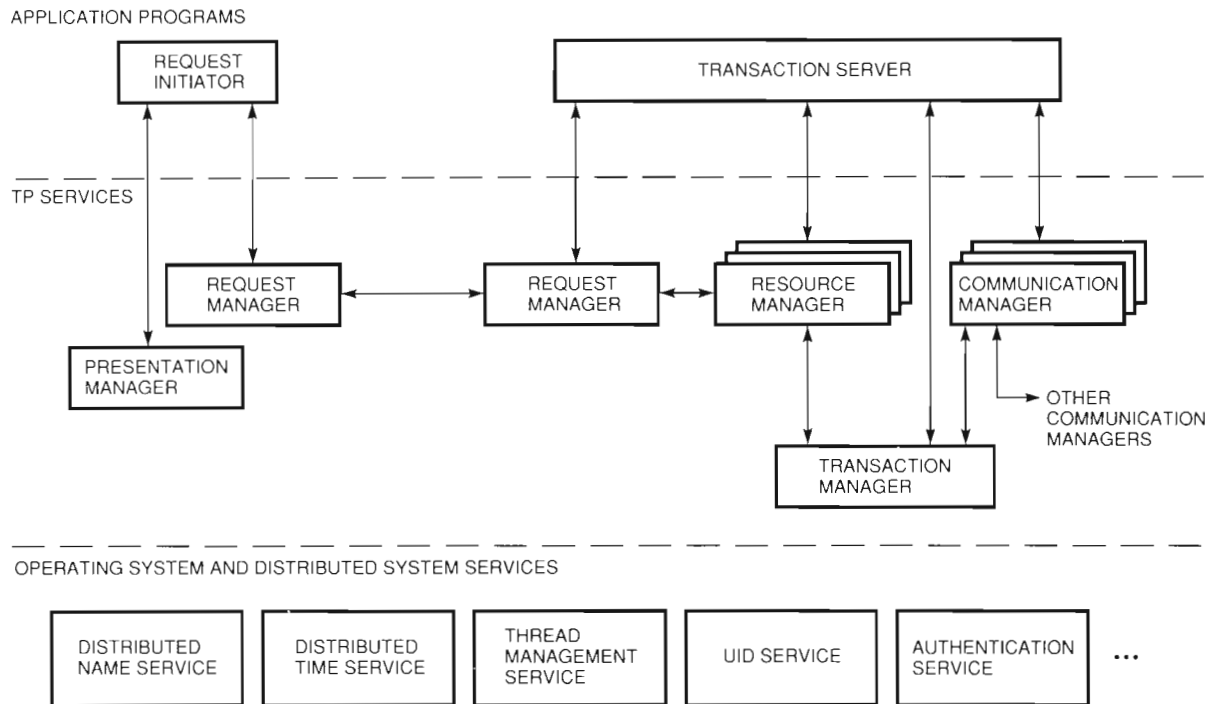 APPLICATION PROGRAMS
REQUEST
INITIATOR
TRANSACTION SERVER
TP SERVICES
REQUEST
MANAGER
REQUEST
MANAGER
RESOURCE
MANAGER
COMMUNICATION
MANAGER
PRESENTATION
MANAGER
OTHER
COMMUNICATION
MANAGERS
TRANSACTION
MANAGER
OPERATING SYSTEM AND DISTRIBUTED SYSTEM SERVICES
DISTRIBUTED
NAME SERVICE
DISTRIBUTED
TIME SERVICE
THREAD
MANAGEMENT
SERVICE
UID SERVICE
AUTHENTICATION
SERVICE
...